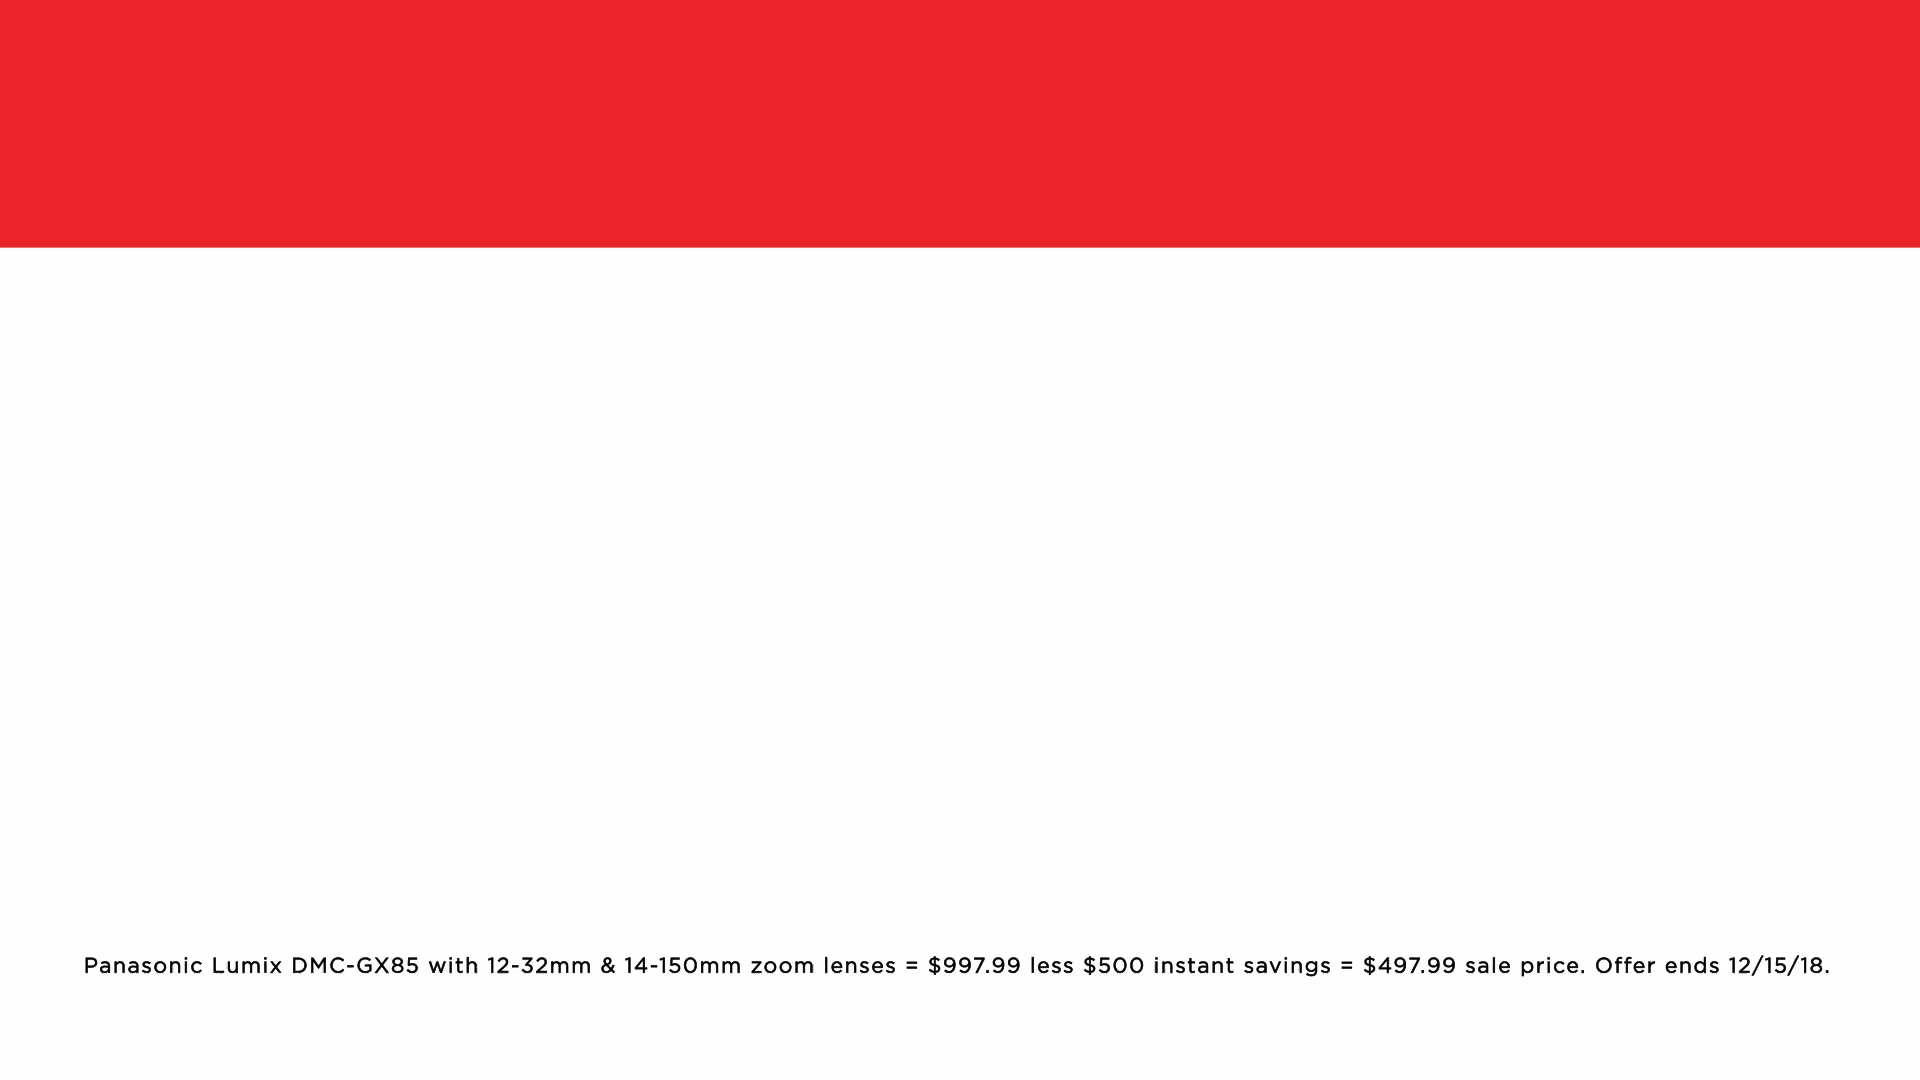 Panasonic Lumix DMC-GX85 with 12-32mm & 14-150mm zoom lenses = $997.99 less $500 instant savings = $497.99 sale price. Offer ends 12/15/18.